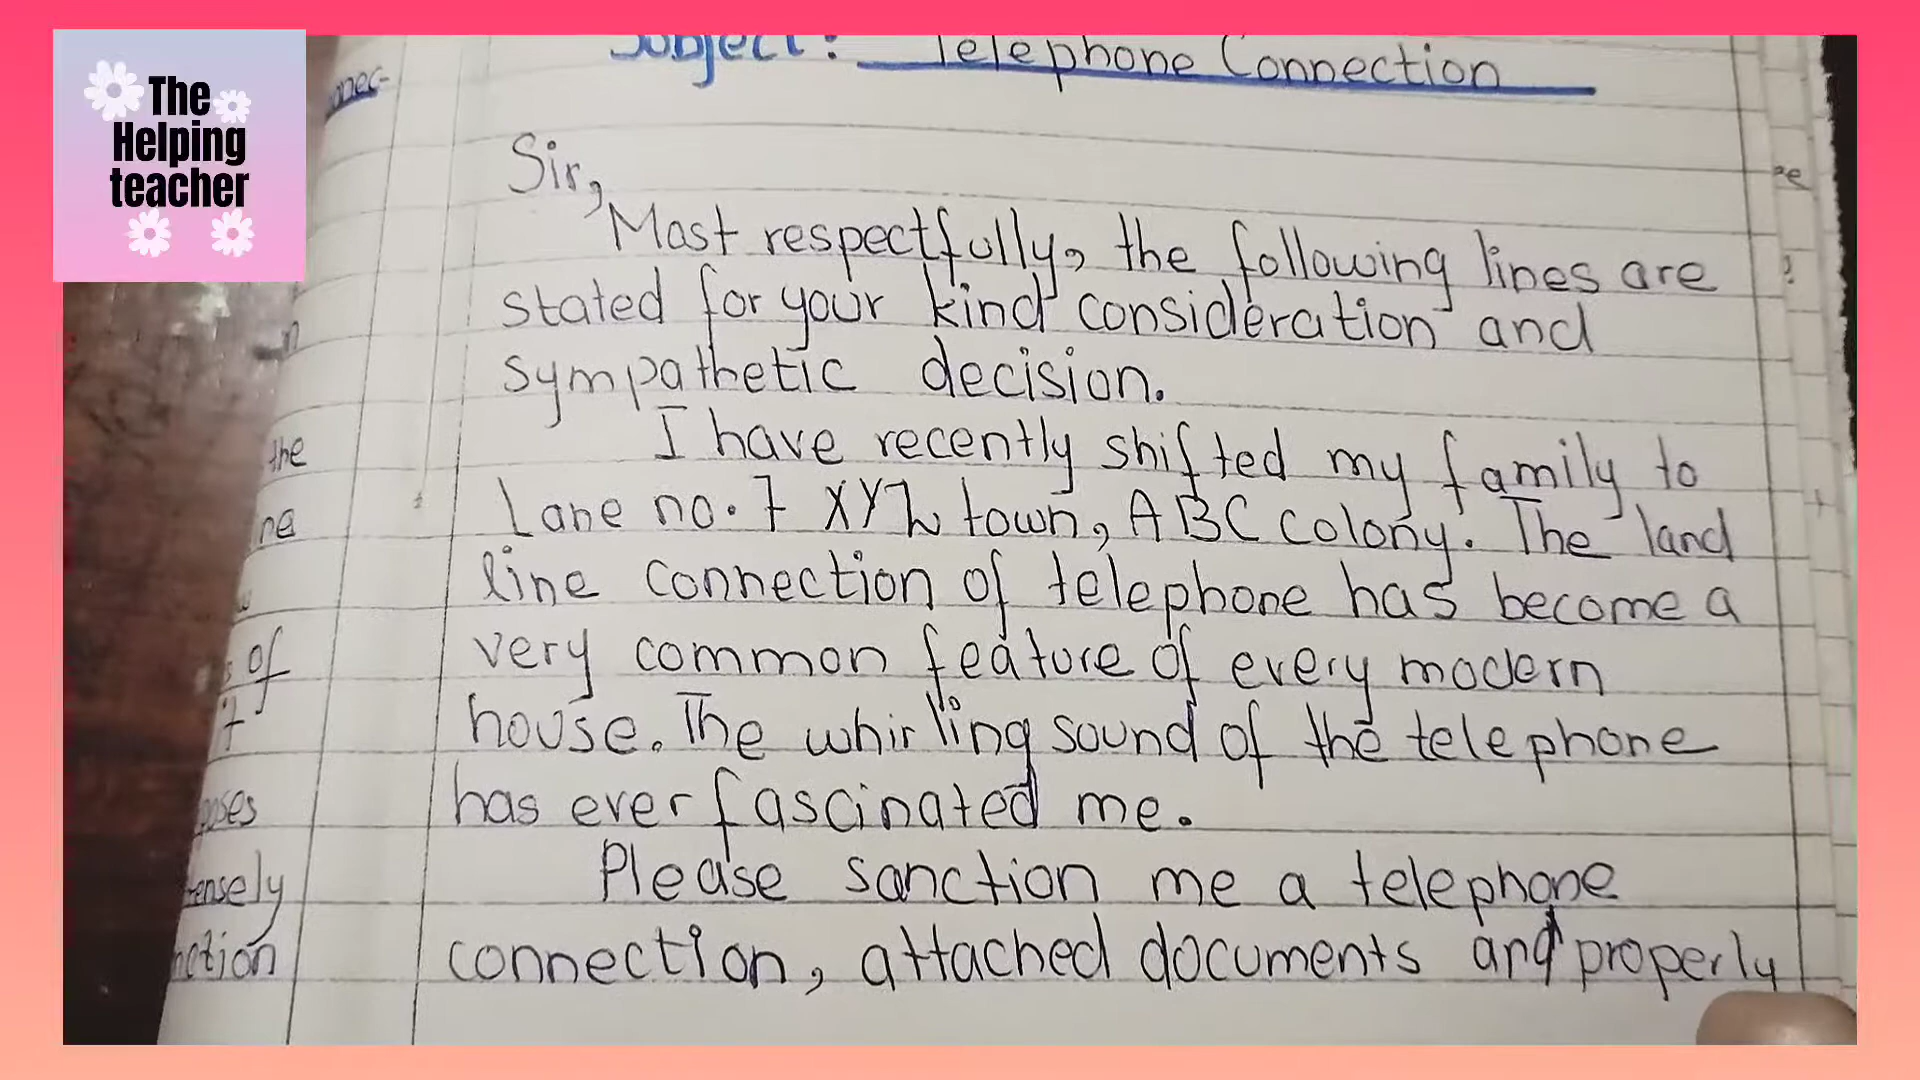 The
Helping
teacher
Subject: Telephone Connection
Sir,
Most respectfully, the following lines are
stated for your kind consideration and
sympathetic decision.
I have recently shifted my family to
Lane no. 7 XYZ town, ABC colony. The land
line connection of telephone has become a
very common feature of every modern
house. The whirling sound of the telephone
has ever fascinated me.
Please sanction me a telephone
connection, attached documents and properly
the
of